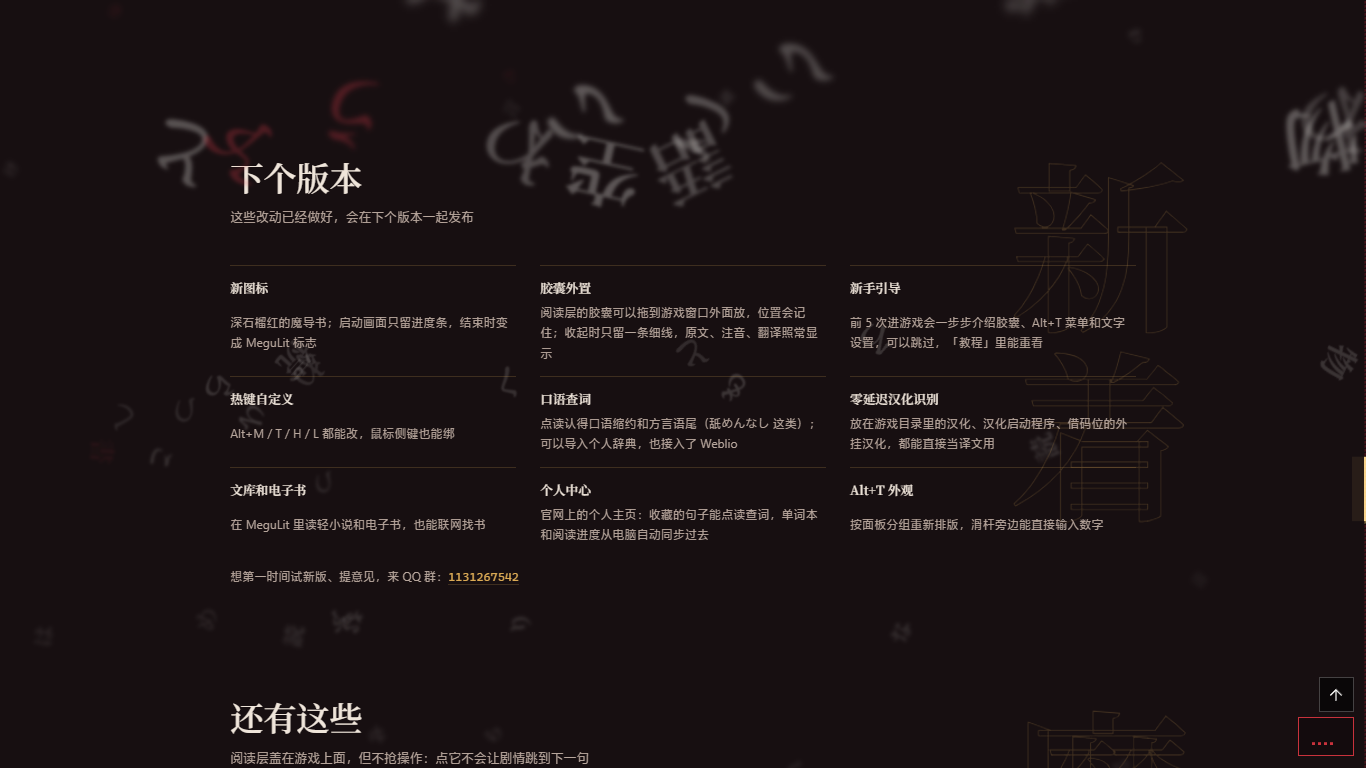 下个版本
这些改动已经做好，会在下个版本一起发布
新图标
深石榴红的魔导书；启动画面只留进度条，结束时变
成 MeguLit 标志
胶囊外置
阅读层的胶囊可以拖到游戏窗口外面放，位置会记
住；收起时只留一条细线，原文、注音、翻译照常显
示
新手引导
前 5 次进游戏会一步步介绍胶囊、Alt+T 菜单和文字
设置，可以跳过，「教程」里能重看
热键自定义
Alt+M / T / H / L 都能改，鼠标侧键也能绑
口语查词
点读认得口语缩约和方言语尾（舐めんなし 这类）；
可以导入个人辞典，也接入了 Weblio
零延迟汉化识别
放在游戏目录里的汉化、汉化启动程序、借码位的外
挂汉化，都能直接当译文用
文库和电子书
在 MeguLit 里读轻小说和电子书，也能联网找书
个人中心
官网上的个人主页：收藏的句子能点读查词，单词本
和阅读进度从电脑自动同步过去
Alt+T 外观
按面板分组重新排版，滑杆旁边能直接输入数字
想第一时间试新版、提意见，来 QQ 群：1131267542
还有这些
阅读层盖在游戏上面，但不抢操作：点它不会让剧情跳到下一句
新
着
空
語
物
物